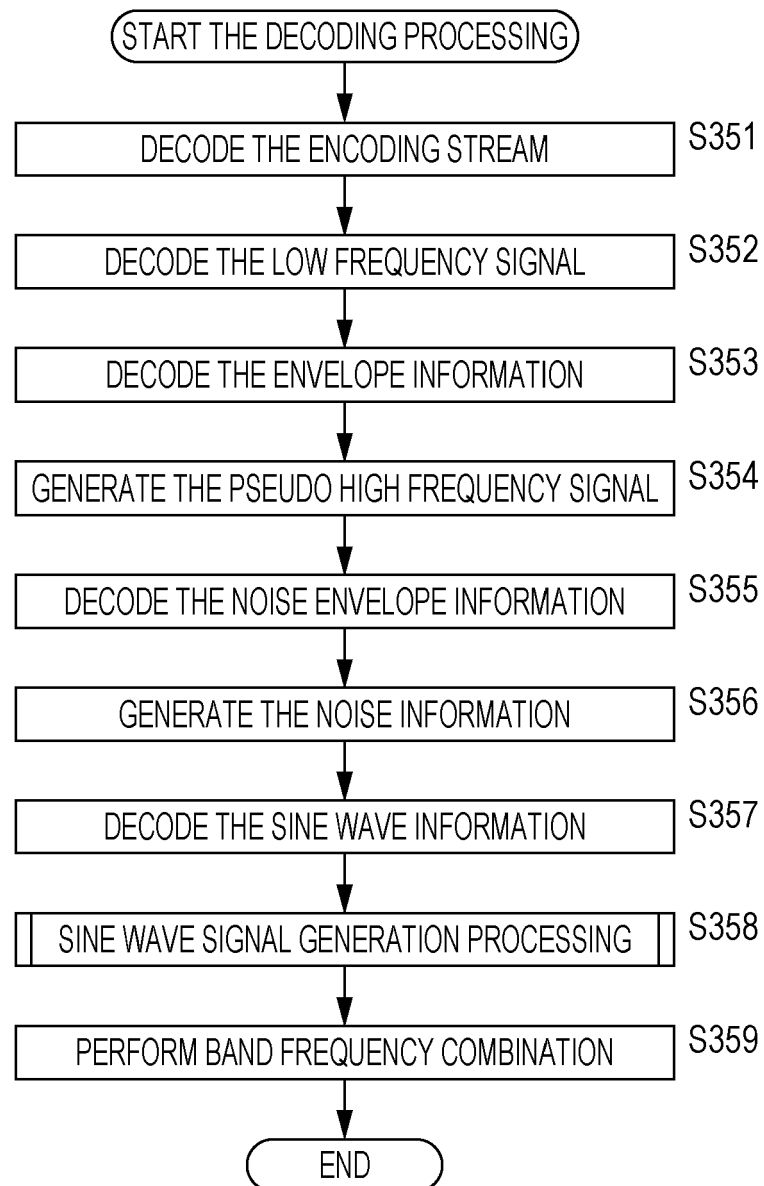 START THE DECODING PROCESSING
DECODE THE ENCODING STREAM S351
DECODE THE LOW FREQUENCY SIGNAL S352
DECODE THE ENVELOPE INFORMATION S353
GENERATE THE PSEUDO HIGH FREQUENCY SIGNAL S354
DECODE THE NOISE ENVELOPE INFORMATION S355
GENERATE THE NOISE INFORMATION S356
DECODE THE SINE WAVE INFORMATION S357
SINE WAVE SIGNAL GENERATION PROCESSING S358
PERFORM BAND FREQUENCY COMBINATION S359
END